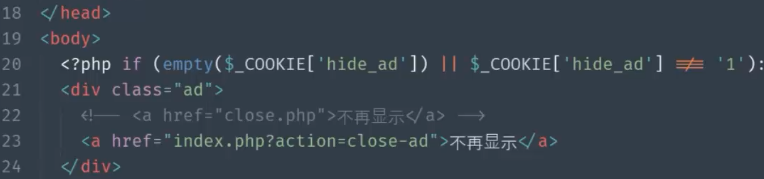 18 </head>
19 <body>
20 <?php if (empty($_COOKIE['hide_ad']) || $_COOKIE['hide_ad'] !== '1'):
21 <div class="ad">
22 <!-- <a href="close.php">不再显示</a> -->
23 <a href="index.php?action=close-ad">不再显示</a>
24 </div>